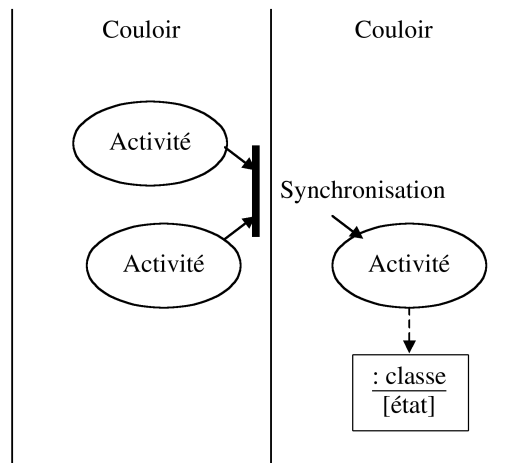 Couloir
Couloir
Activité
Synchronisation
Activité
Activité
: classe
[état]